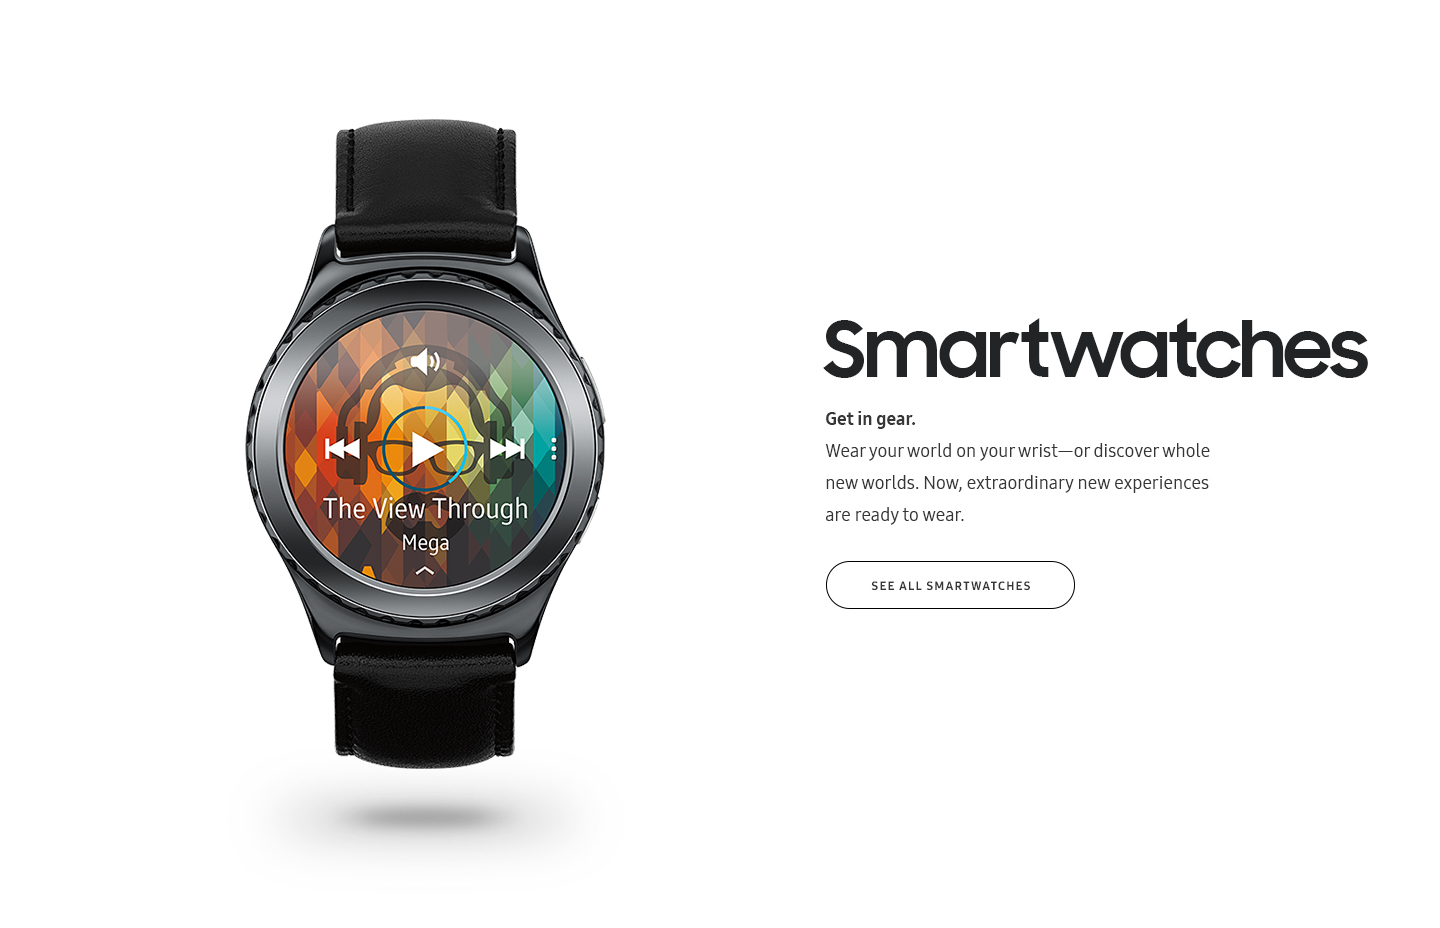 The View Through
Mega
Smartwatches
Get in gear.
Wear your world on your wrist—or discover whole
new worlds. Now, extraordinary new experiences
are ready to wear.
SEE ALL SMARTWATCHES